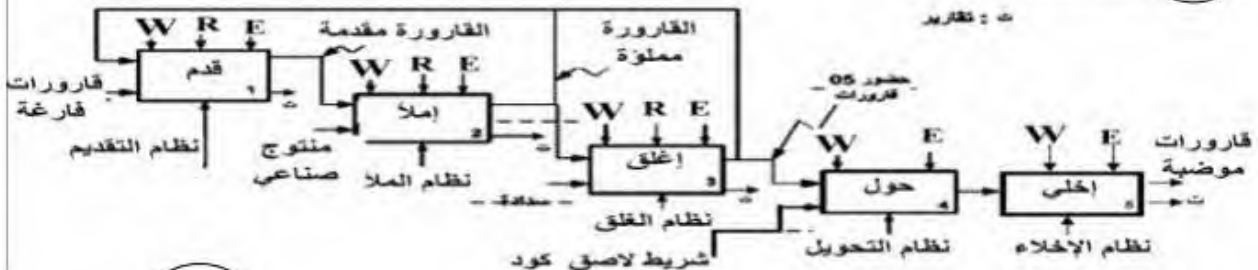 ت : تقارير
W R E
القارورة مقدمة
القارورة
مملوة
قدم
1
ت
قارورات
فارغة
نظام التقديم
W R E
إملأ
2
ت
منتوج
صناعي
نظام الملأ
W R E
إغلق
3
ت
سدادة
نظام الغلق
حضور 05
قارورات
W E
حول
4
شريط لاصق كود
نظام التحويل
W E
إخلي
5
قارورات
موضبة
ت
نظام الإخلاء